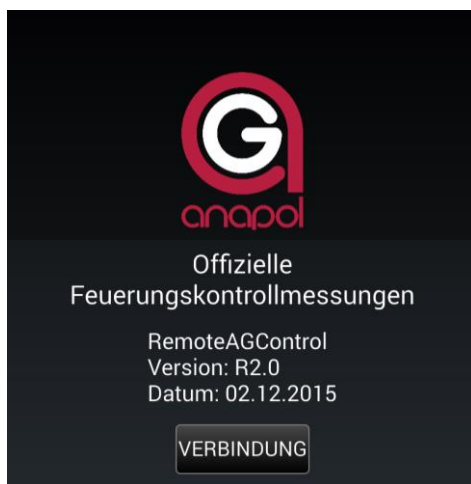 G
anapol
Offizielle
Feuerungskontrollmessungen
RemoteAGControl
Version: R2.0
Datum: 02.12.2015
VERBINDUNG